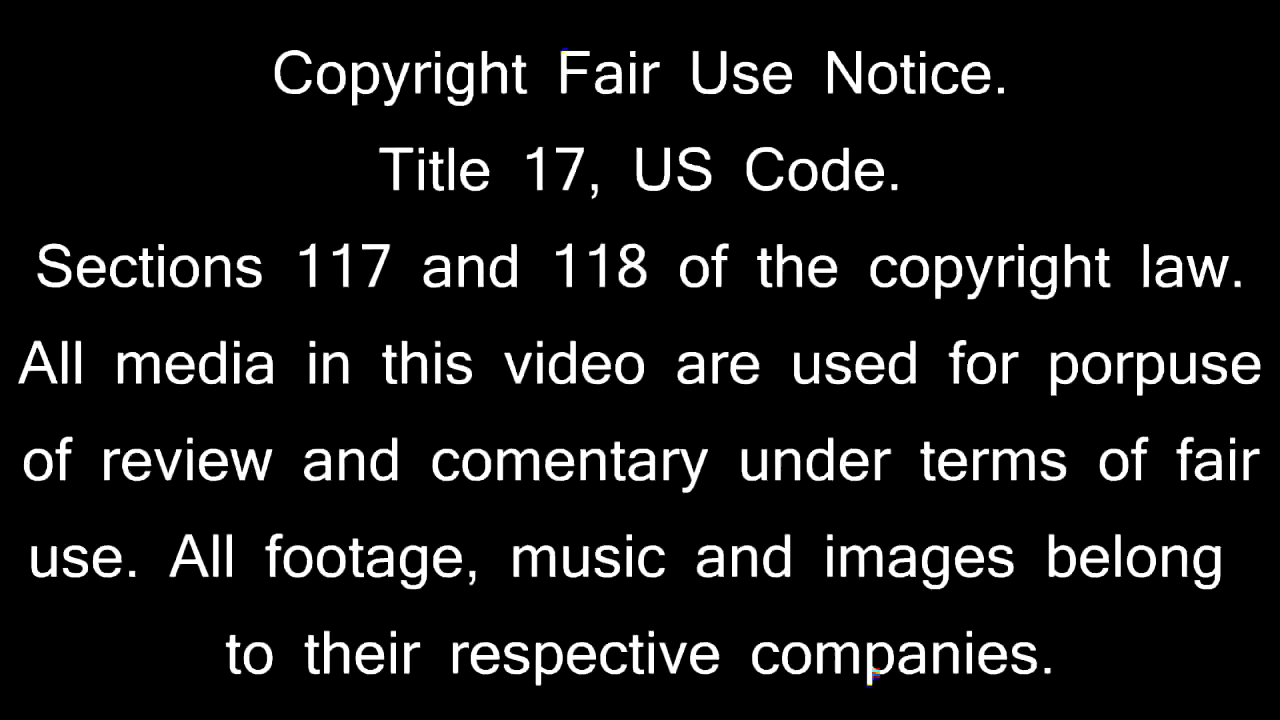 Copyright Fair Use Notice.
Title 17, US Code.
Sections 117 and 118 of the copyright law.
All media in this video are used for porpuse
of review and comentary under terms of fair
use. All footage, music and images belong
to their respective companies.